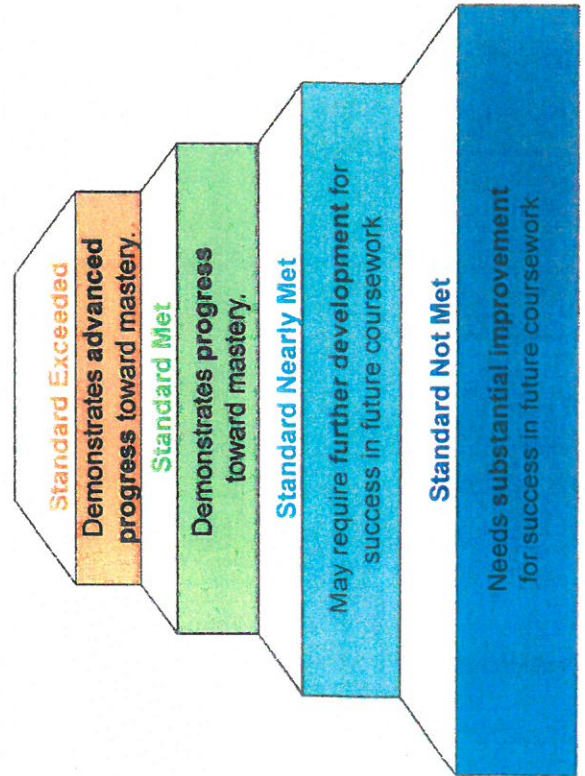 Standard Exceeded
Demonstrates advanced
progress toward mastery.
Standard Met
Demonstrates progress
toward mastery.
Standard Nearly Met
May require further development for
success in future coursework
Standard Not Met
Needs substantial improvement
for success in future coursework